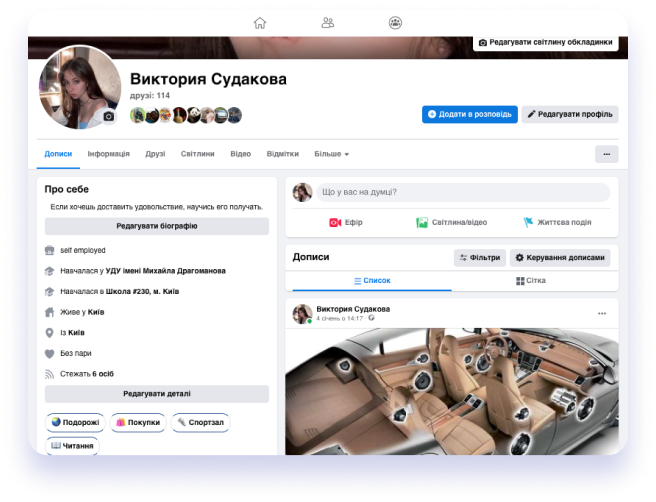 Редагувати світлину обкладинки
Виктория Судакова
друзі: 114
Додати в розповідь
Редагувати профіль
Дописи
Інформація
Друзі
Світлини
Відео
Відмітки
Більше
Про себе
Если хочешь доставить удовольствие, научись его получать.
Редагувати біографію
self employed
Навчалася у УДУ імені Михайла Драгоманова
Навчалася в Школа #230, м. Київ
Живе у Київ
Із Київ
Без пари
Стежать 6 осіб
Редагувати деталі
Подорожі
Покупки
Спортзал
Читання
Що у вас на думці?
Ефір
Світлина/відео
Життєва подія
Дописи
Фільтри
Керування дописами
Список
Сітка
Виктория Судакова
4 січень о 14:17 ·